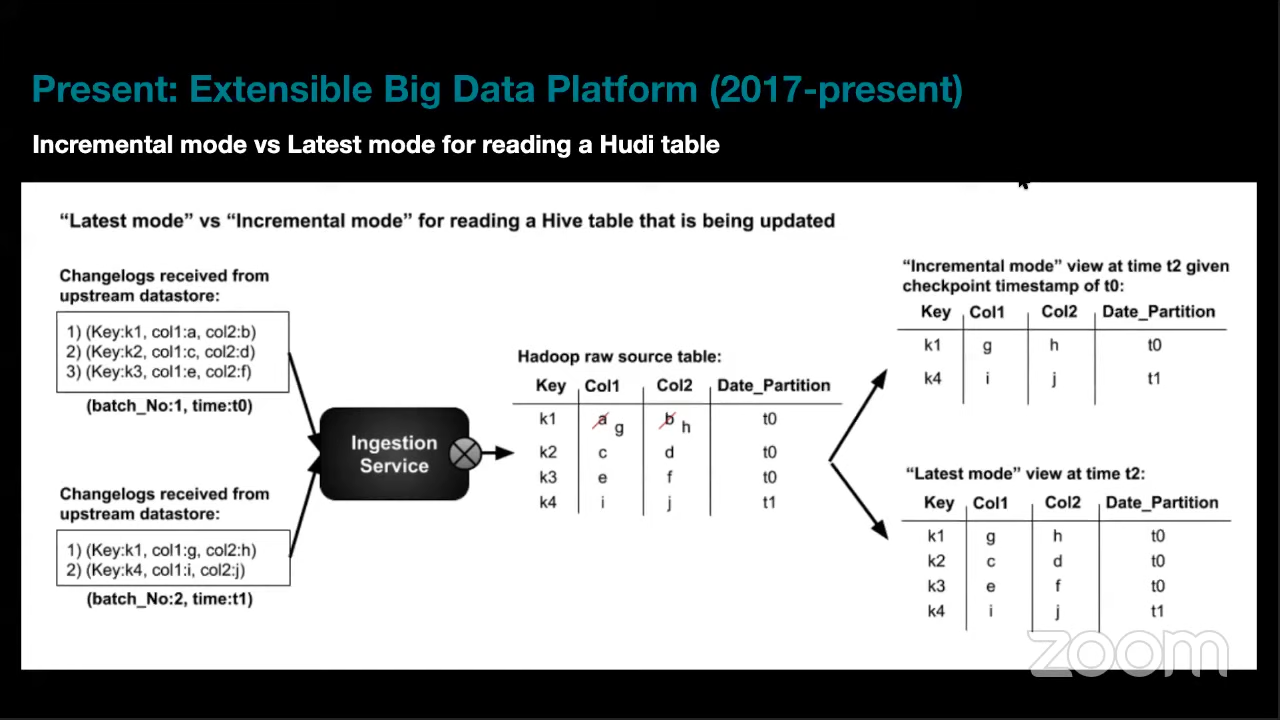 Present: Extensible Big Data Platform (2017-present)
Incremental mode vs Latest mode for reading a Hudi table
“Latest mode” vs “Incremental mode” for reading a Hive table that is being updated
Changelogs received from
upstream datastore:
1) (Key:k1, col1:a, col2:b)
2) (Key:k2, col1:c, col2:d)
3) (Key:k3, col1:e, col2:f)
(batch_No:1, time:t0)
Changelogs received from
upstream datastore:
1) (Key:k1, col1:g, col2:h)
2) (Key:k4, col1:i, col2:j)
(batch_No:2, time:t1)
Ingestion
Service
Hadoop raw source table:
Key Col1 Col2 Date_Partition
k1 a g b h t0
k2 c d t0
k3 e f t0
k4 i j t1
“Incremental mode” view at time t2 given
checkpoint timestamp of t0:
Key Col1 Col2 Date_Partition
k1 g h t0
k4 i j t1
“Latest mode” view at time t2:
Key Col1 Col2 Date_Partition
k1 g h t0
k2 c d t0
k3 e f t0
k4 i j t1
zoom